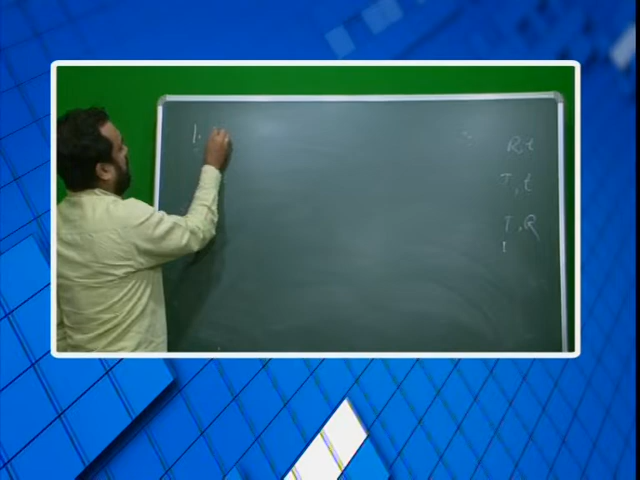 1.
R, t
T, t
T, R